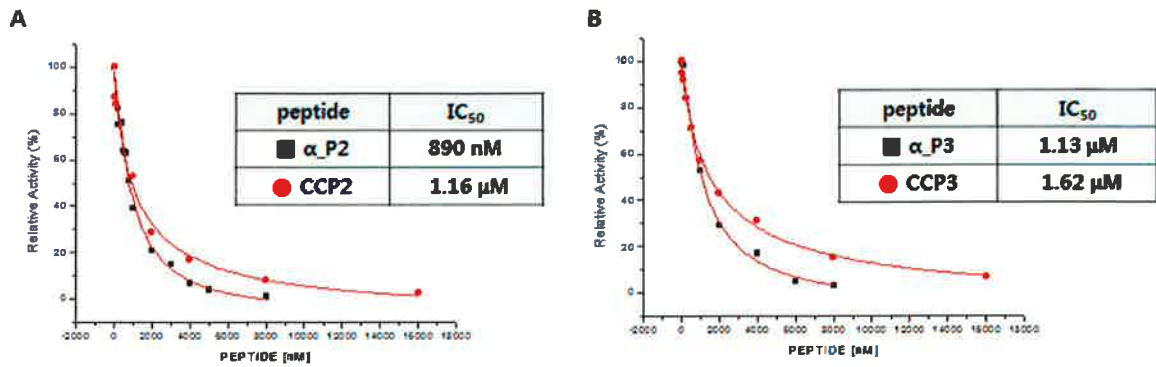 A
B
Relative Activity (%)
100
80
60
40
20
0
-2000 0 2000 4000 6000 8000 10000 12000 14000 16000 18000
PEPTIDE [nM]
peptide IC50
α_P2 890 nM
CCP2 1.16 μM
Relative Activity (%)
100
80
60
40
20
0
-2000 0 2000 4000 6000 8000 10000 12000 14000 16000 18000
PEPTIDE [nM]
peptide IC50
α_P3 1.13 μM
CCP3 1.62 μM